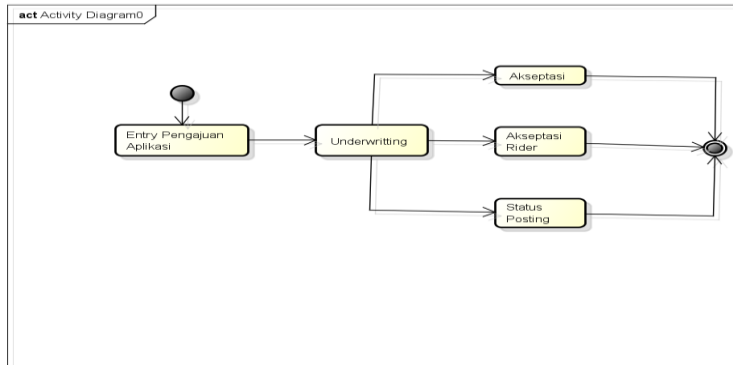 act Activity Diagram0
Entry Pengajuan
Aplikasi
Underwritting
Akseptasi
Akseptasi
Rider
Status
Posting